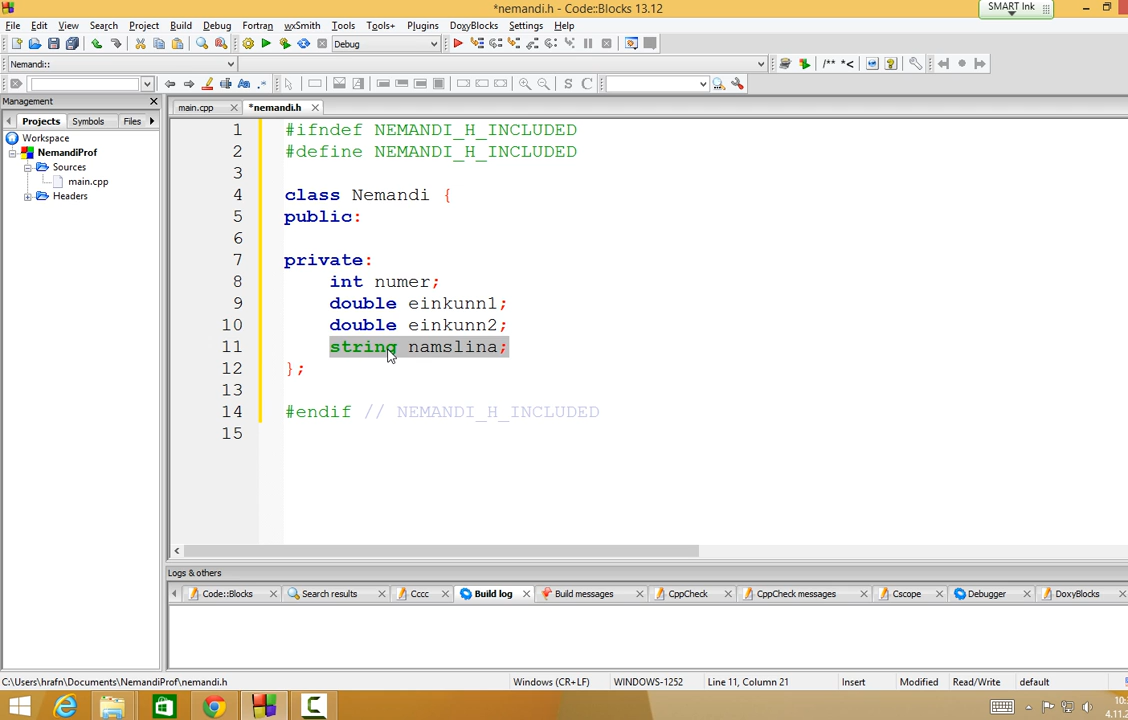 *nemandi.h - Code::Blocks 13.12
SMART Ink
File Edit View Search Project Build Debug Fortran wxSmith Tools Tools+ Plugins DoxyBlocks Settings Help
Debug
Nemandi::
/** *<
Aa .*
S C
Management
main.cpp *nemandi.h
Projects Symbols Files
Workspace
NemandiProf
Sources
main.cpp
Headers
1 #ifndef NEMANDI_H_INCLUDED
2 #define NEMANDI_H_INCLUDED
3
4 class Nemandi {
5 public:
6
7 private:
8 int numer;
9 double einkunn1;
10 double einkunn2;
11 string namslina;
12 };
13
14 #endif // NEMANDI_H_INCLUDED
15
Logs & others
Code::Blocks Search results Cccc Build log Build messages CppCheck CppCheck messages Cscope Debugger DoxyBlocks
C:\Users\hrafn\Documents\NemandiProf\nemandi.h Windows (CR+LF) WINDOWS-1252 Line 11, Column 21 Insert Modified Read/Write default